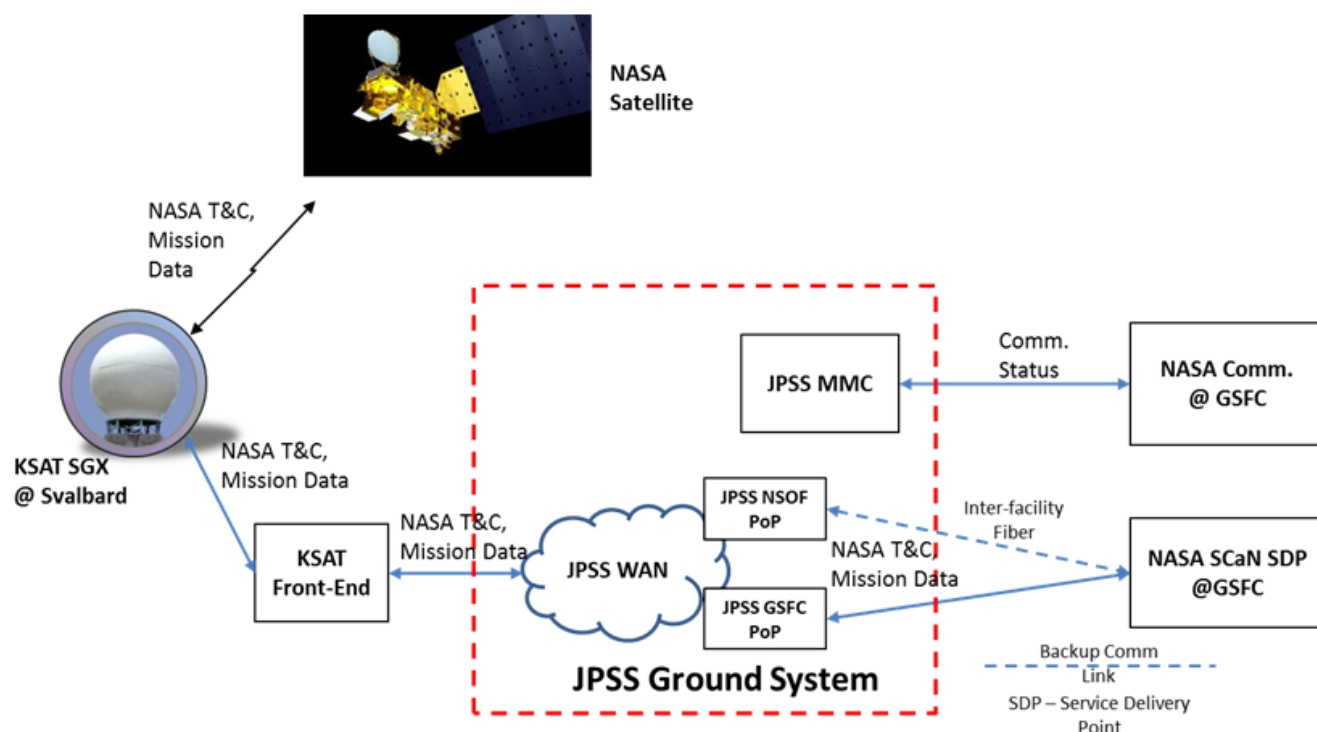 NASA
Satellite
NASA T&C,
Mission
Data
KSAT SGX
@ Svalbard
NASA T&C,
Mission Data
KSAT
Front-End
NASA T&C,
Mission Data
JPSS WAN
JPSS MMC
Comm.
Status
NASA Comm.
@ GSFC
JPSS NSOF
PoP
Inter-facility
Fiber
NASA T&C,
Mission Data
JPSS GSFC
PoP
NASA SCaN SDP
@GSFC
JPSS Ground System
Backup Comm
Link
SDP – Service Delivery
Point